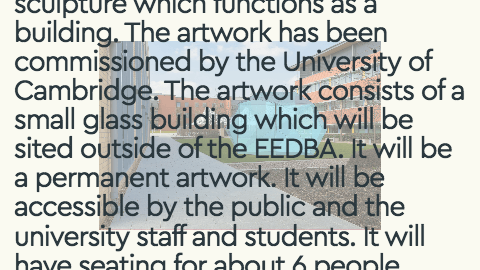 sculpture which functions as a
building. The artwork has been
commissioned by the University of
Cambridge. The artwork consists of a
small glass building which will be
sited outside of the EEDBA. It will be
a permanent artwork. It will be
accessible by the public and the
university staff and students. It will
have seating for about 6 people